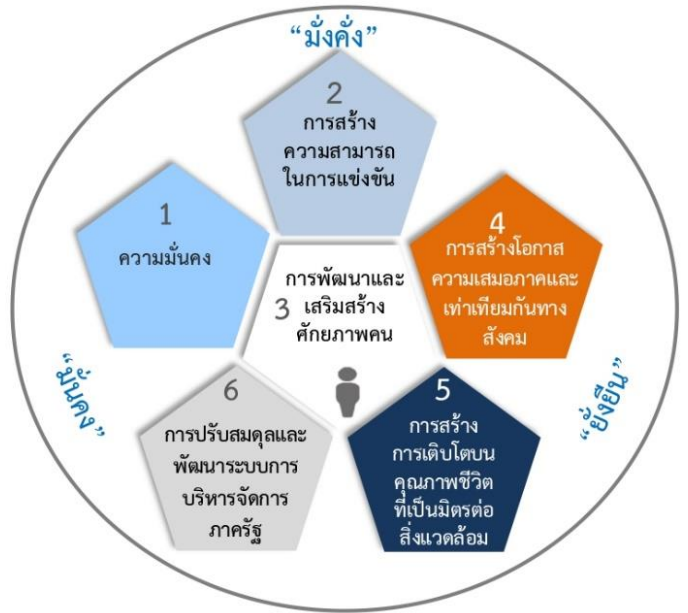 “มั่งคั่ง”
2
การสร้าง
ความสามารถ
ในการแข่งขัน
1
ความมั่นคง
4
การสร้างโอกาส
ความเสมอภาคและ
เท่าเทียมกันทาง
สังคม
การพัฒนาและ
3 เสริมสร้าง
ศักยภาพคน
“มั่นคง”
“ยั่งยืน”
6
การปรับสมดุลและ
พัฒนาระบบการ
บริหารจัดการ
ภาครัฐ
5
การสร้าง
การเติบโตบน
คุณภาพชีวิต
ที่เป็นมิตรต่อ
สิ่งแวดล้อม